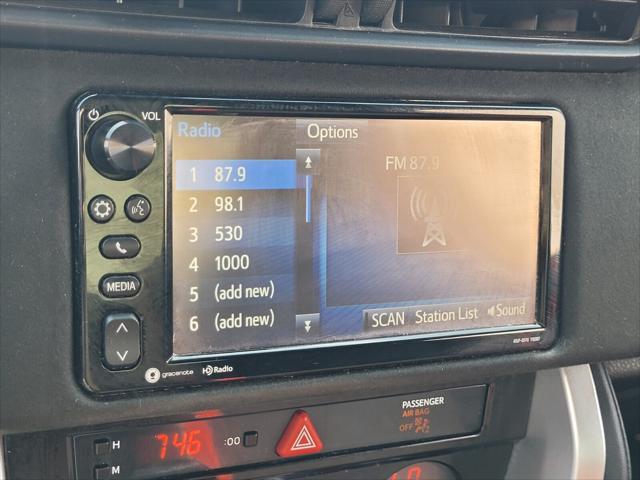 VOL
Radio
Options
1 87.9
2 98.1
3 530
4 1000
5 (add new)
6 (add new)
FM 87.9
SCAN
Station List
Sound
MEDIA
gracenote
HD Radio
PASSENGER
AIR BAG
OFF
H
7:46
:00
M